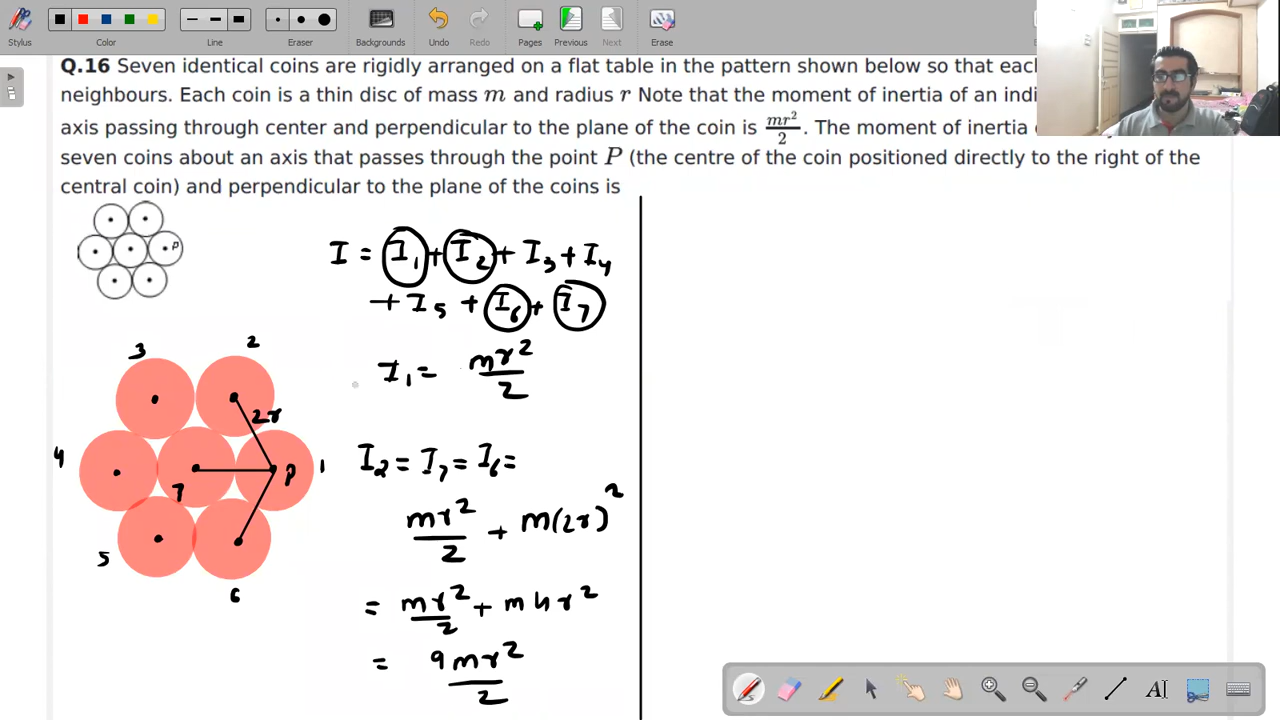 Stylus
Color
Line
Eraser
Backgrounds
Undo
Redo
Pages
Previous
Next
Erase
Q.16 Seven identical coins are rigidly arranged on a flat table in the pattern shown below so that each
neighbours. Each coin is a thin disc of mass m and radius r Note that the moment of inertia of an indi
axis passing through center and perpendicular to the plane of the coin is mr²/2. The moment of inertia
seven coins about an axis that passes through the point P (the centre of the coin positioned directly to the right of the
central coin) and perpendicular to the plane of the coins is
P
I = I₁ + I₂ + I₃ + I₄
+ I₅ + I₆ + I₇
3
2
I₁ = mr²/2
2r
4
7
P
1
I₂ = I₇ = I₆ =
mr²/2 + m(2r)²
5
6
= mr²/2 + m4r²
= 9mr²/2
A